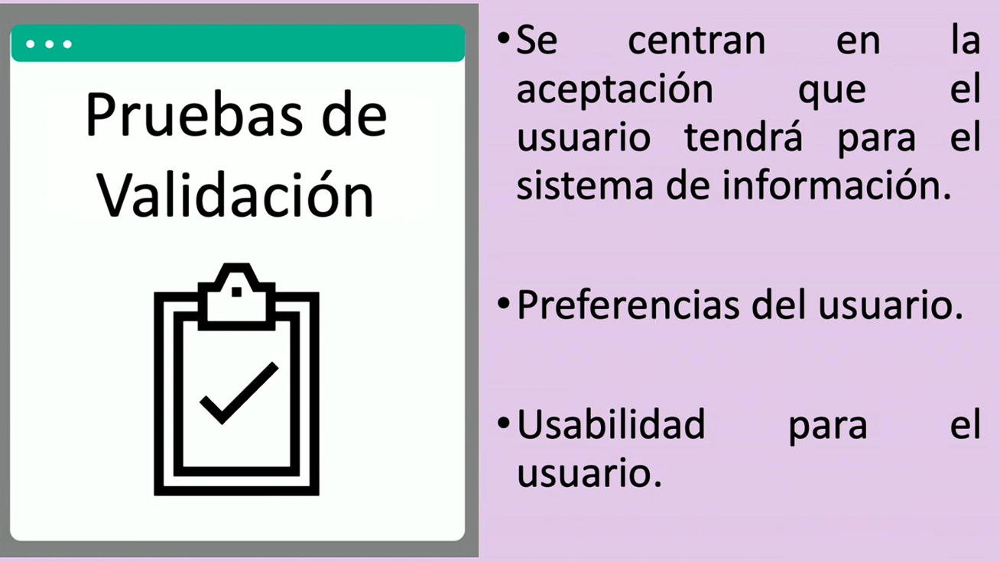 Pruebas de
Validación
•Se centran en la
aceptación que el
usuario tendrá para el
sistema de información.
•Preferencias del usuario.
•Usabilidad para el
usuario.